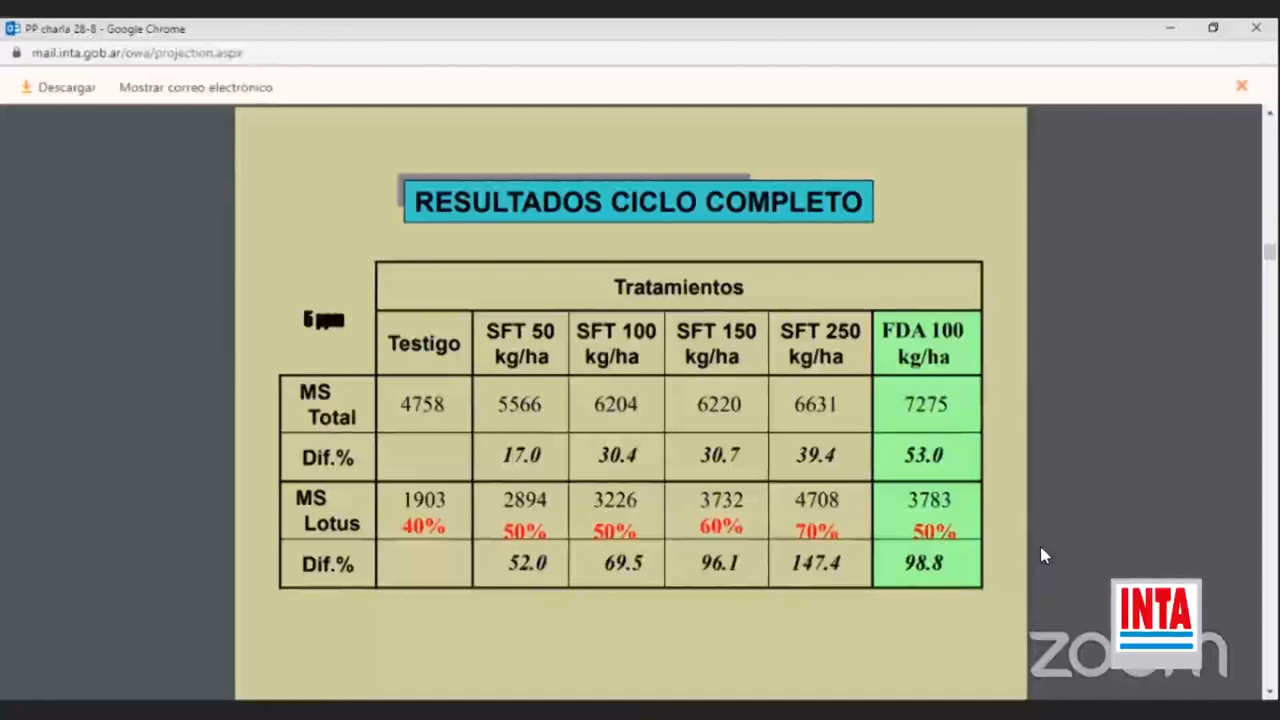 PP charla 28-8 - Google Chrome
mail.inta.gob.ar/owa/projection.aspx
Descargar Mostrar correo electrónico
RESULTADOS CICLO COMPLETO
Tratamientos
5 ppm
Testigo SFT 50 kg/ha SFT 100 kg/ha SFT 150 kg/ha SFT 250 kg/ha FDA 100 kg/ha
MS Total 4758 5566 6204 6220 6631 7275
Dif.% 17.0 30.4 30.7 39.4 53.0
MS Lotus 1903 2894 3226 3732 4708 3783
40% 50% 50% 60% 70% 50%
Dif.% 52.0 69.5 96.1 147.4 98.8
INTA
zoom